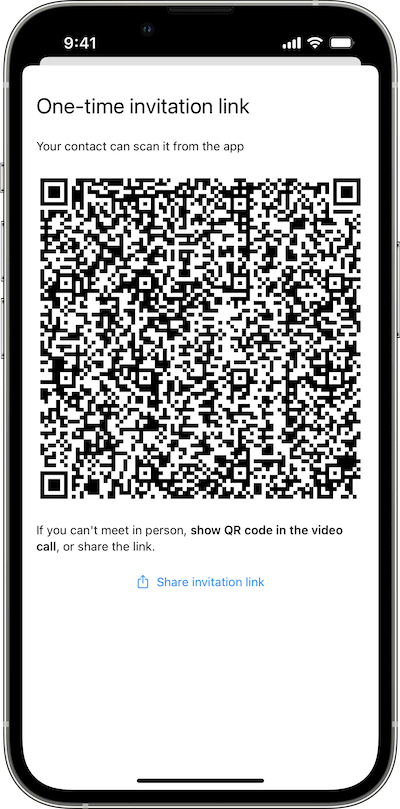 9:41
One-time invitation link
Your contact can scan it from the app
If you can't meet in person, show QR code in the video
call, or share the link.
Share invitation link